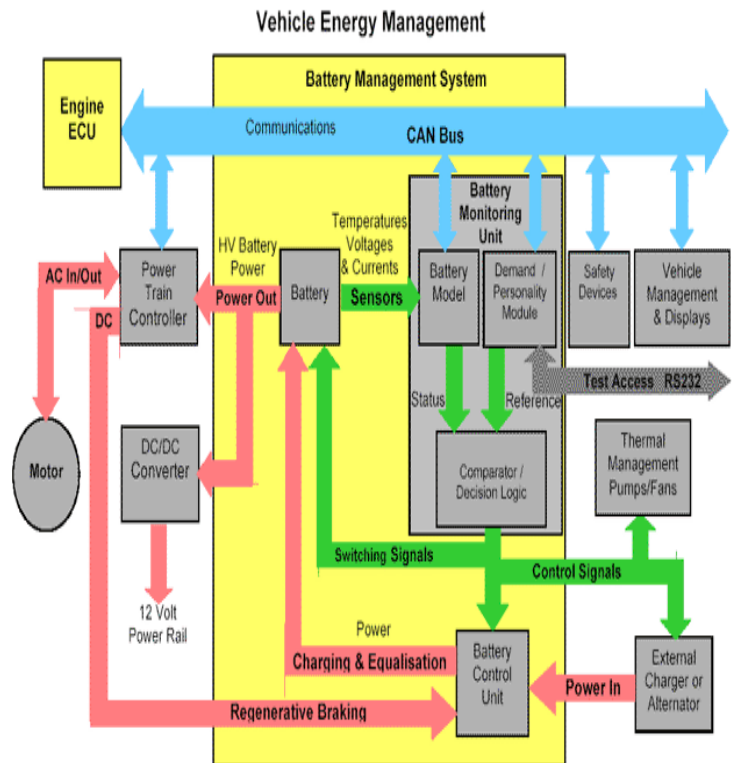 Vehicle Energy Management
Battery Management System
Engine
ECU
Communications
CAN Bus
Battery
Monitoring
Unit
Temperatures
Voltages
& Currents
HV Battery
Power
AC In/Out
Power
Train
Controller
Power Out
Battery
Sensors
Battery
Model
Demand /
Personality
Module
Safety
Devices
Vehicle
Management
& Displays
DC
Test Access RS232
Status
Reference
Motor
DC/DC
Converter
Comparator /
Decision Logic
Thermal
Management
Pumps/Fans
Switching Signals
Control Signals
12 Volt
Power Rail
Power
Charging & Equalisation
Battery
Control
Unit
Power In
External
Charger or
Alternator
Regenerative Braking